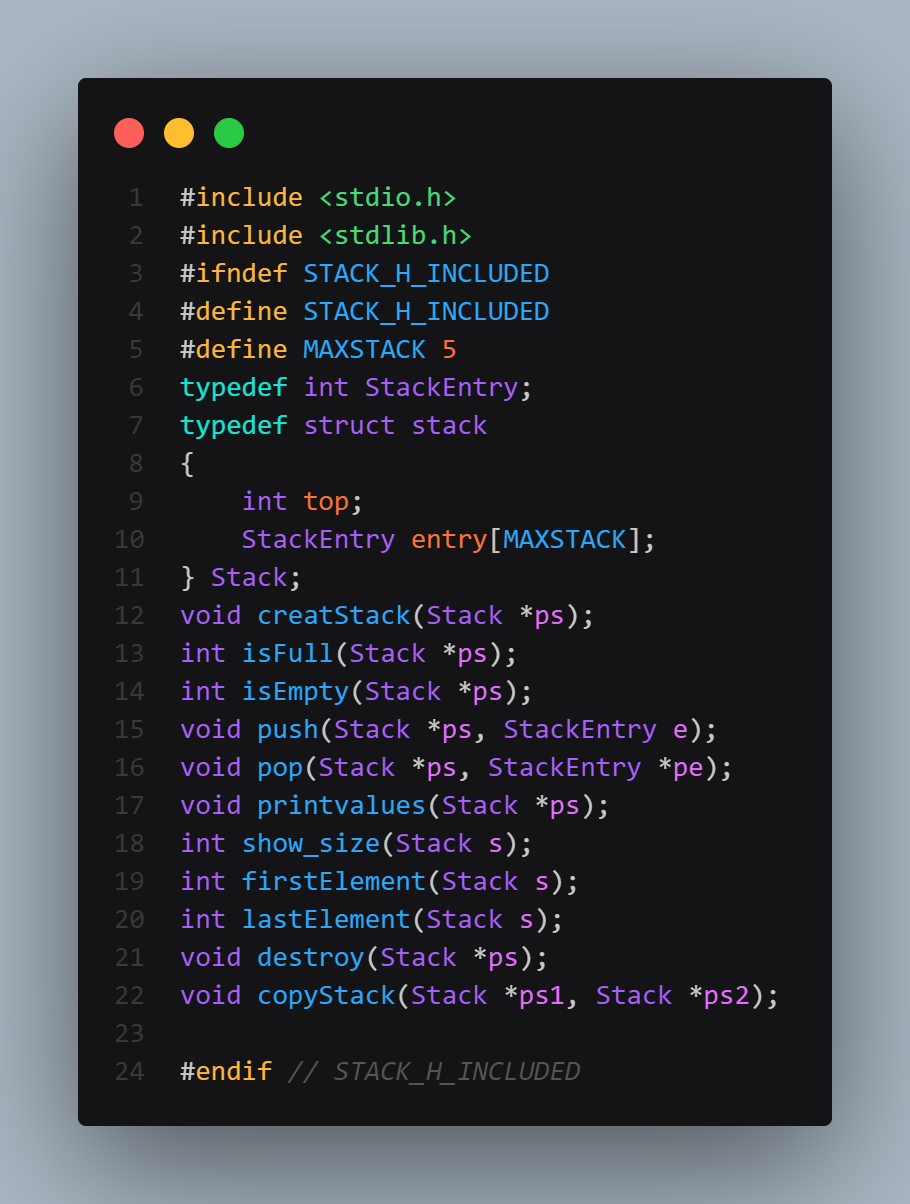 1 #include <stdio.h>
2 #include <stdlib.h>
3 #ifndef STACK_H_INCLUDED
4 #define STACK_H_INCLUDED
5 #define MAXSTACK 5
6 typedef int StackEntry;
7 typedef struct stack
8 {
9     int top;
10     StackEntry entry[MAXSTACK];
11 } Stack;
12 void creatStack(Stack *ps);
13 int isFull(Stack *ps);
14 int isEmpty(Stack *ps);
15 void push(Stack *ps, StackEntry e);
16 void pop(Stack *ps, StackEntry *pe);
17 void printvalues(Stack *ps);
18 int show_size(Stack s);
19 int firstElement(Stack s);
20 int lastElement(Stack s);
21 void destroy(Stack *ps);
22 void copyStack(Stack *ps1, Stack *ps2);
23
24 #endif // STACK_H_INCLUDED